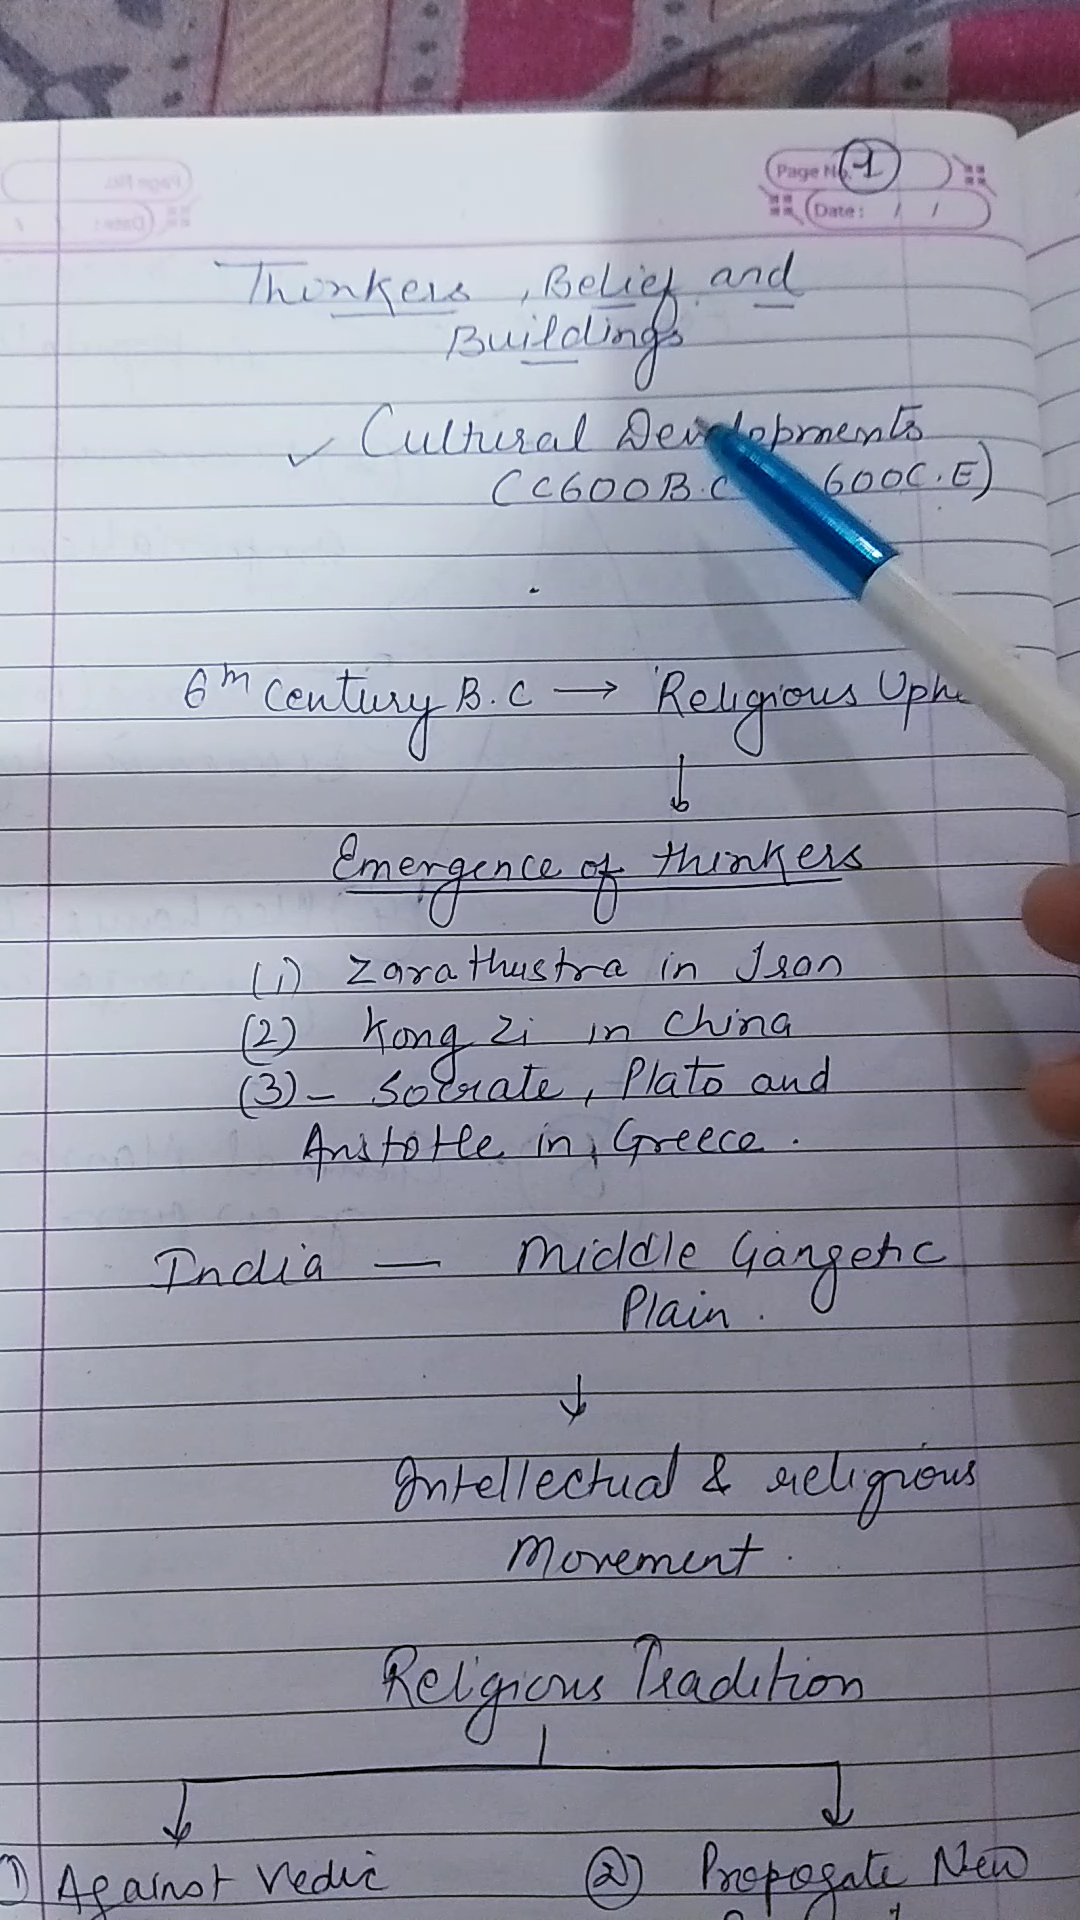 Page No. 1
Date: / /
Thinkers, Belief and
Buildings
✓ Cultural Developments
(C600B.C 600C.E)
6th Century B.C → Religious
↓
Emergence of thinkers
(1) Zarathustra in Iran
(2) Kong Zi in China
(3) – Socrate, Plato and
Aristotle in Greece.
India — Middle Gangetic
Plain.
↓
Intellectual & religious
Movement.
Religious Tradition
1) Against Vedic
2) Propogate New